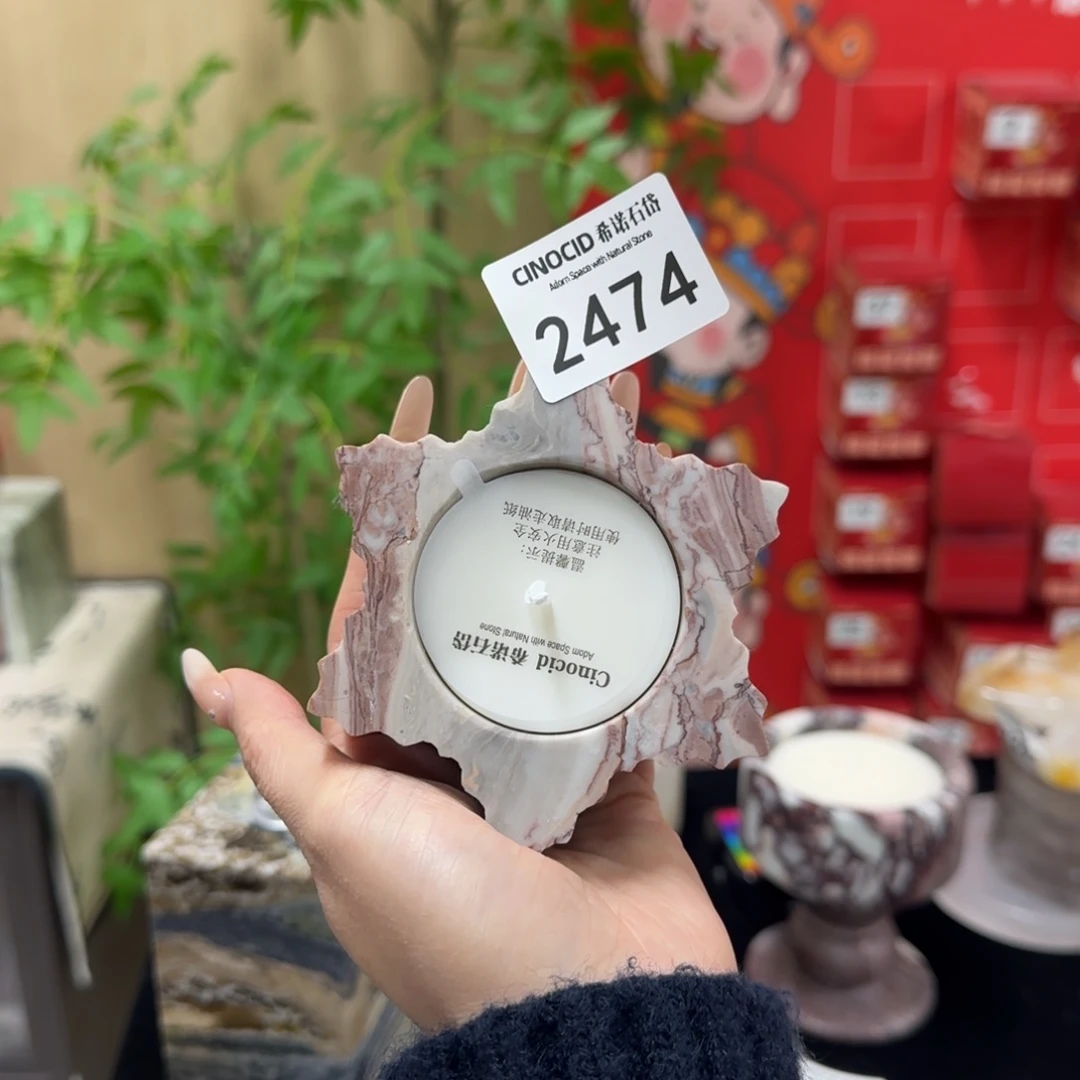 CINOCID 希诺石岱
Adorn Space with Natural Stone
2474
Cinocid 希诺石岱
Adorn Space with Natural Stone
温馨提示：
注意用火安全
使用时请取走油纸